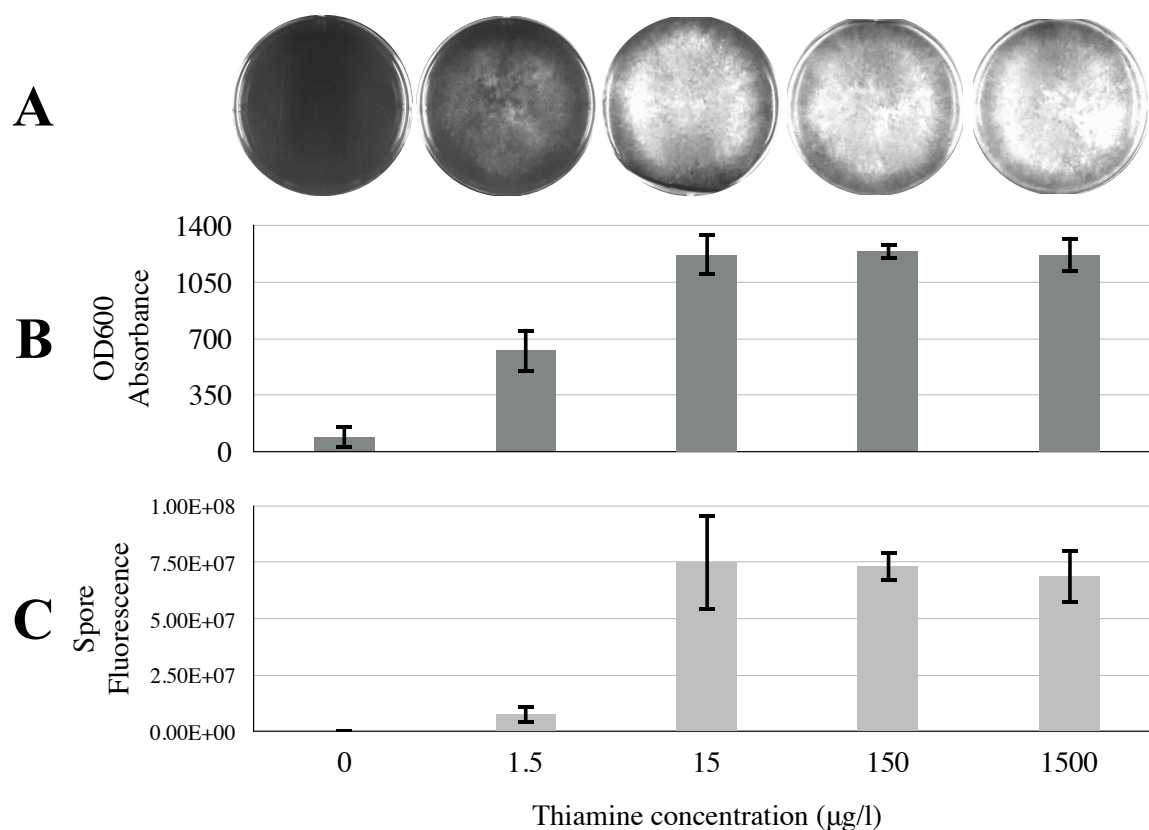 A
1400
1050
700
350
0
B
OD600
Absorbance
1.00E+08
7.50E+07
5.00E+07
2.50E+07
0.00E+00
C
Spore
Fluorescence
0 1.5 15 150 1500
Thiamine concentration (µg/l)